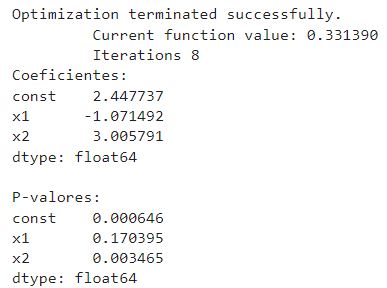 Optimization terminated successfully.
         Current function value: 0.331390
         Iterations 8
Coeficientes:
const    2.447737
x1      -1.071492
x2       3.005791
dtype: float64

P-valores:
const    0.000646
x1       0.170395
x2       0.003465
dtype: float64